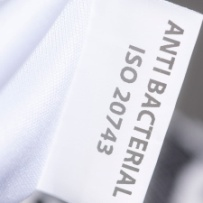 ANTI BACTERIAL
ISO 20743